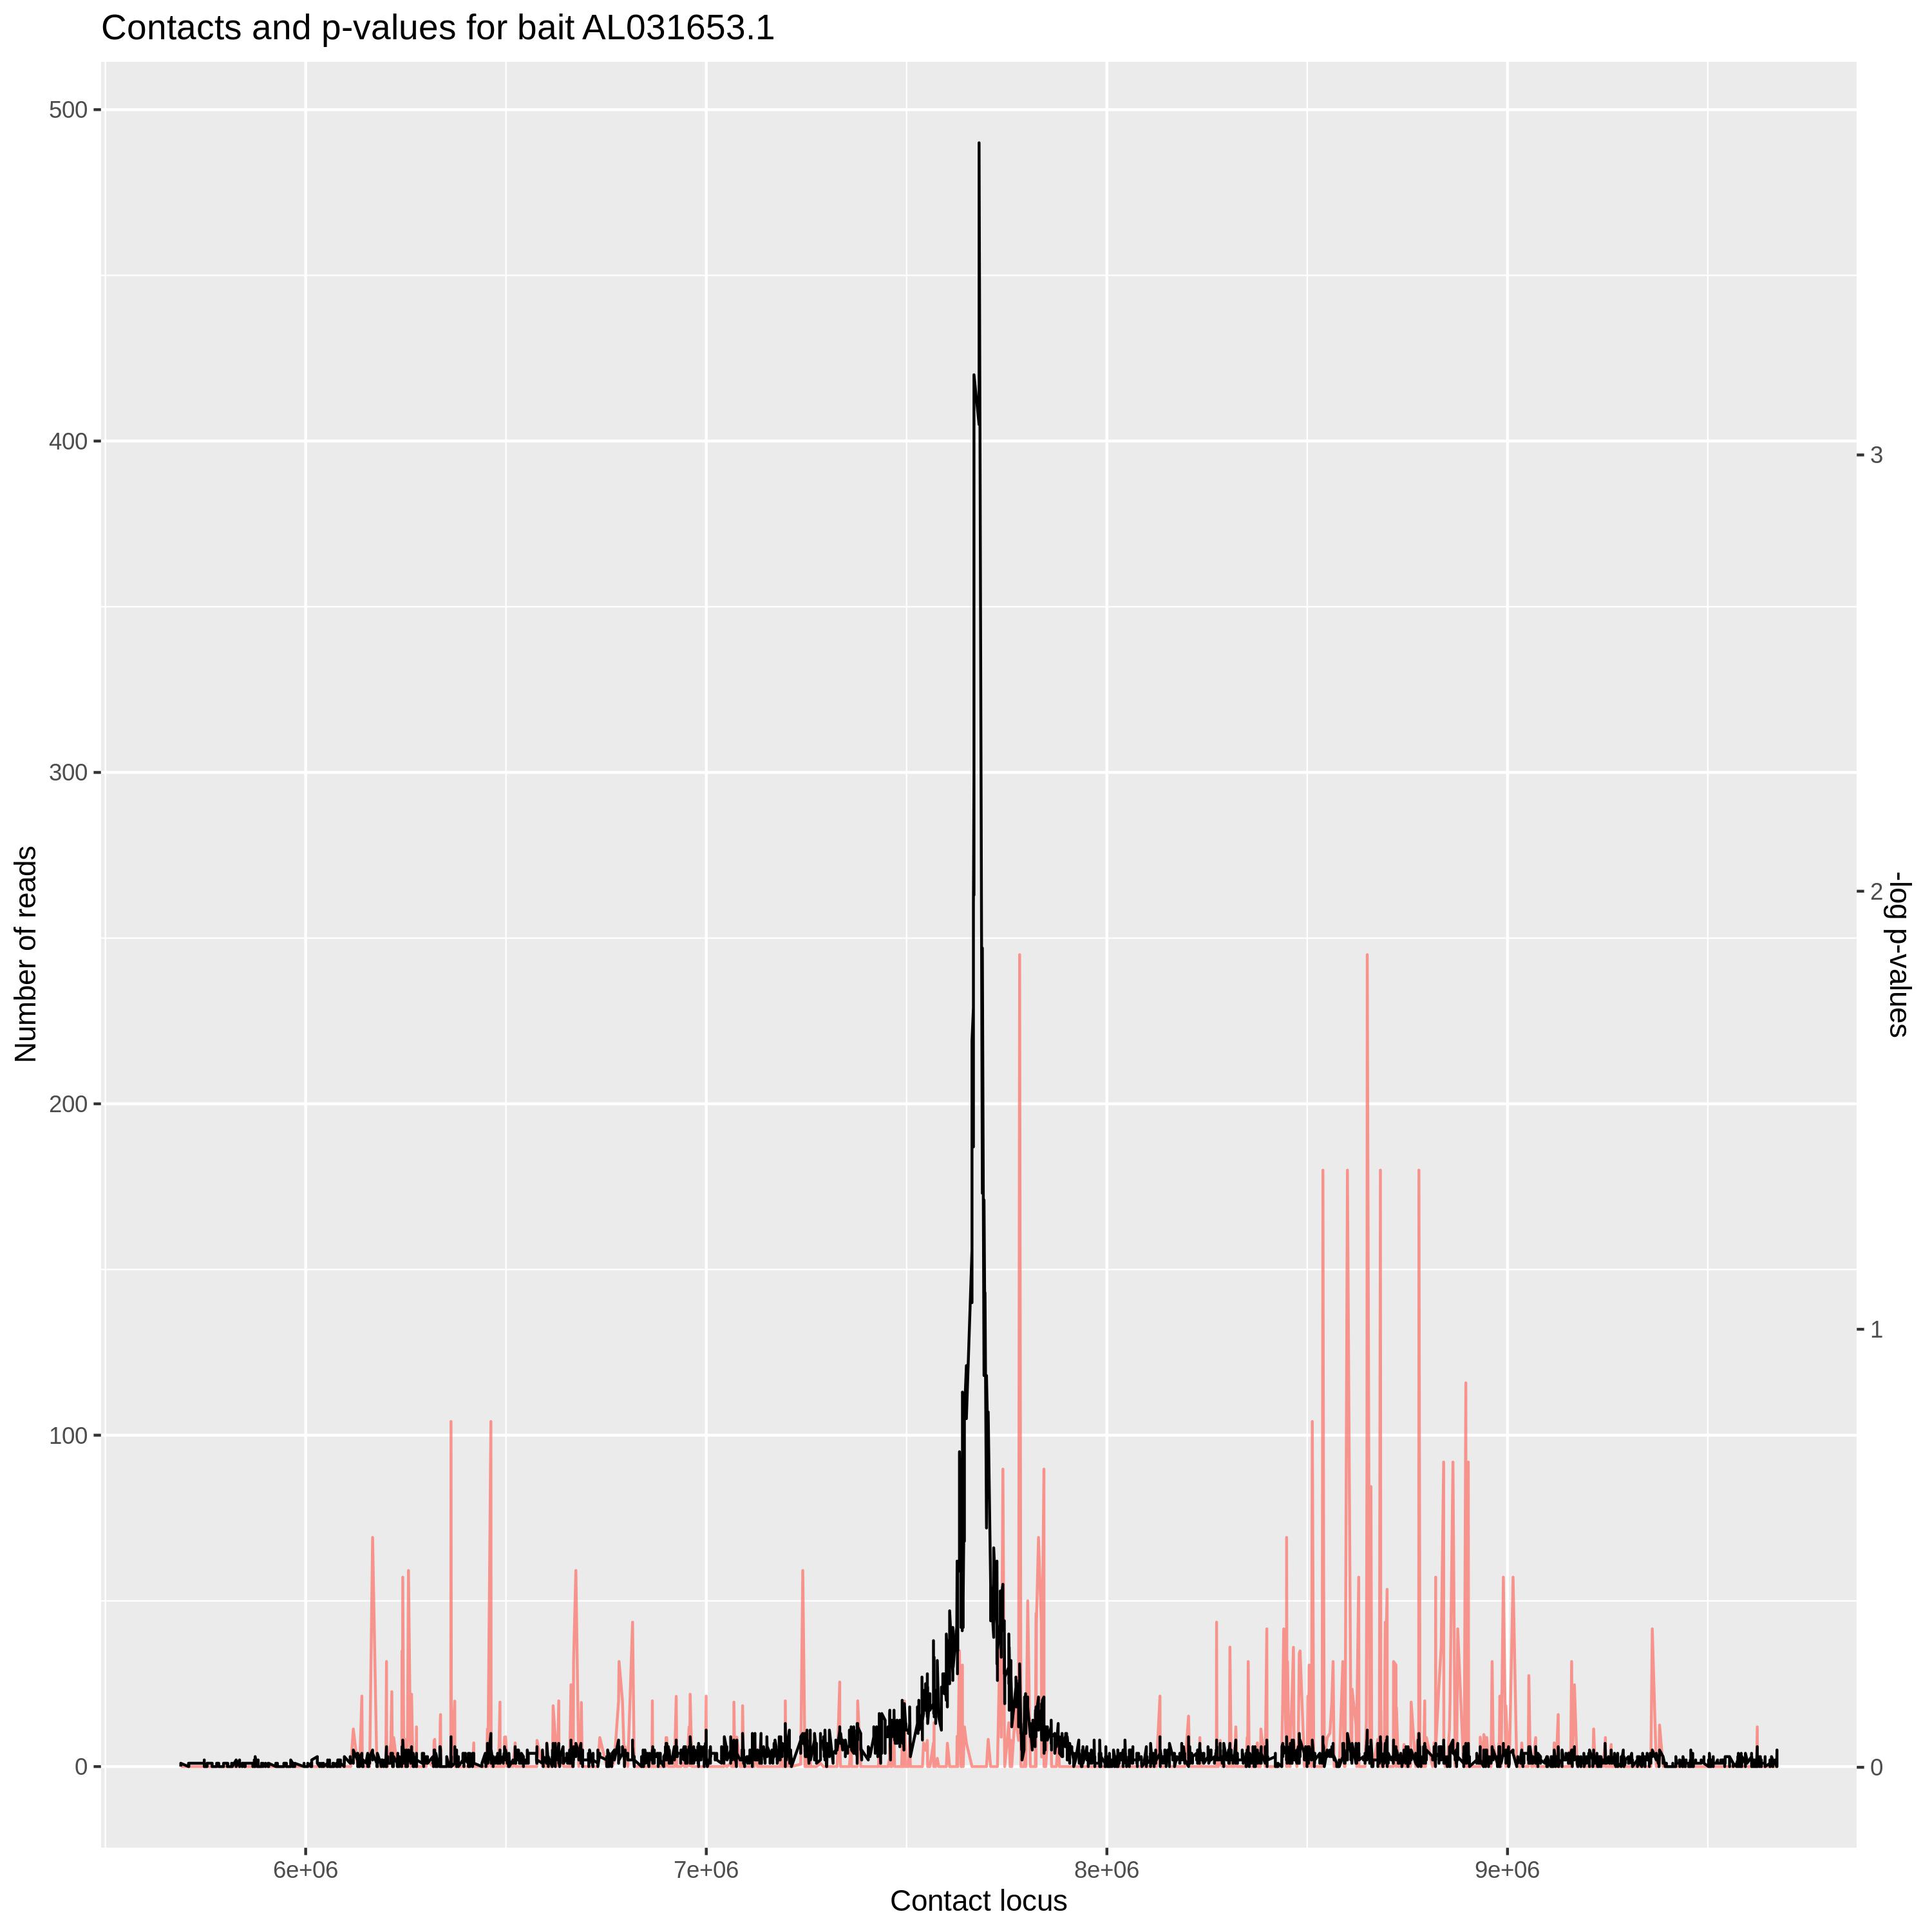 Contacts and p-values for bait AL031653.1
500
400
300
200
100
0
Number of reads
3
2
1
0
-log p-values
6e+06
7e+06
8e+06
9e+06
Contact locus